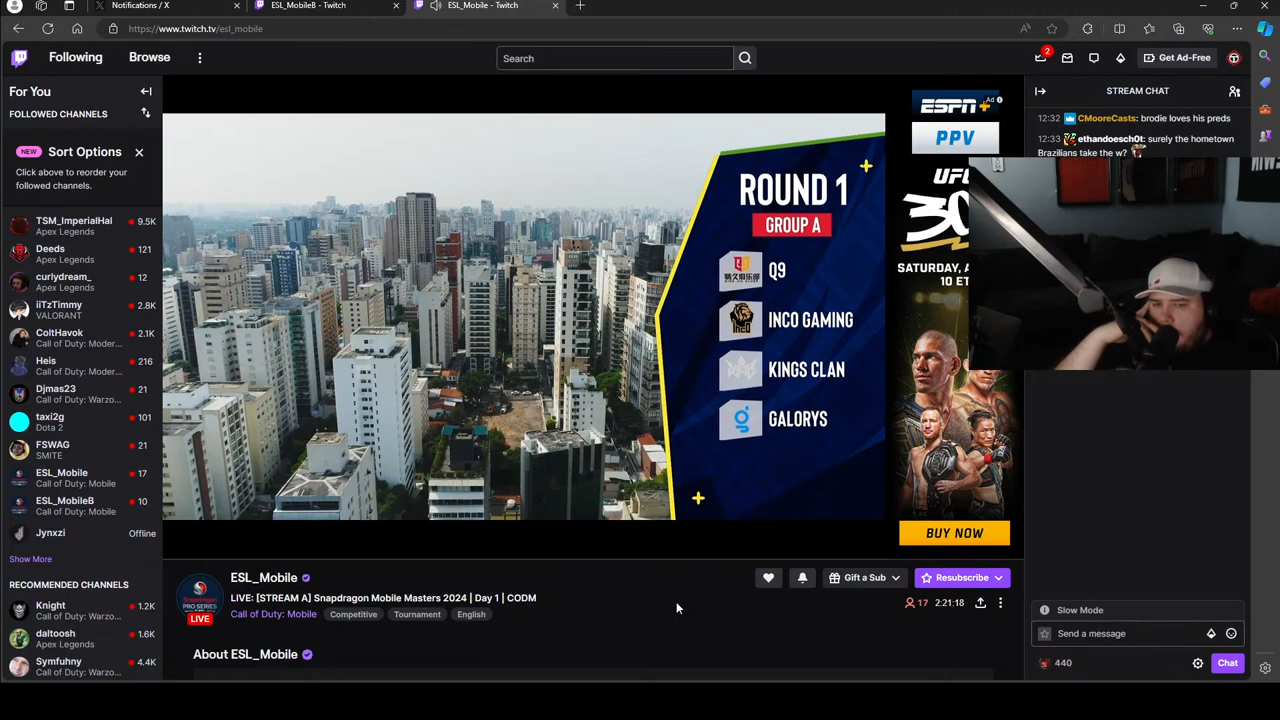 Notifications / X
ESL_MobileB - Twitch
ESL_Mobile - Twitch
https://www.twitch.tv/esl_mobile
Following
Browse
Search
2
Get Ad-Free
For You
FOLLOWED CHANNELS
NEW
Sort Options
Click above to reorder your
followed channels.
TSM_ImperialHal 9.5K
Apex Legends
Deeds 121
Apex Legends
curlydream_ 12
Apex Legends
iiTzTimmy 2.8K
VALORANT
ColtHavok 2.1K
Call of Duty: Moder...
Heis 216
Call of Duty: Moder...
Djmas23 21
Call of Duty: Warzo...
taxi2g 101
Dota 2
FSWAG 21
SMITE
ESL_Mobile 17
Call of Duty: Mobile
ESL_MobileB 10
Call of Duty: Mobile
Jynxzi Offline
Show More
RECOMMENDED CHANNELS
Knight 1.2K
Call of Duty: Warzo...
daltoosh 1.6K
Apex Legends
Symfuhny 4.4K
Call of Duty: Warzo...
ROUND 1
GROUP A
Q9
INCO GAMING
KINGS CLAN
GALORYS
ESPN+
Ad
PPV
UFC
30
SATURDAY, A
10 ET
BUY NOW
STREAM CHAT
12:32 CMooreCasts: brodie loves his preds
12:33 ethandoesch0t: surely the hometown
Brazilians take the w?
ESL_Mobile
LIVE: [STREAM A] Snapdragon Mobile Masters 2024 | Day 1 | CODM
Call of Duty: Mobile
Competitive
Tournament
English
SNAPDRAGON
PRO SERIES
LIVE
Gift a Sub
Resubscribe
17
2:21:18
About ESL_Mobile
Slow Mode
Send a message
440
Chat